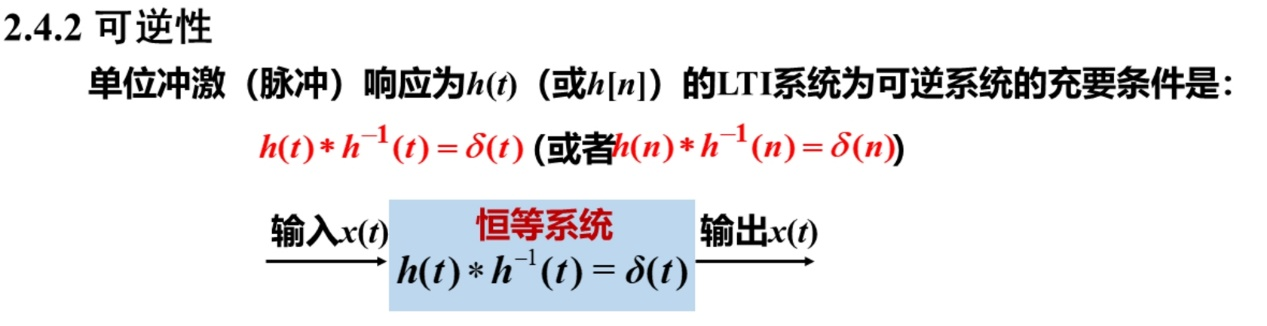 2.4.2 可逆性
单位冲激（脉冲）响应为h(t)（或h[n]）的LTI系统为可逆系统的充要条件是：
h(t)*h⁻¹(t)=δ(t) (或者h(n)*h⁻¹(n)=δ(n))
输入x(t) 恒等系统 输出x(t)
h(t)*h⁻¹(t)=δ(t)